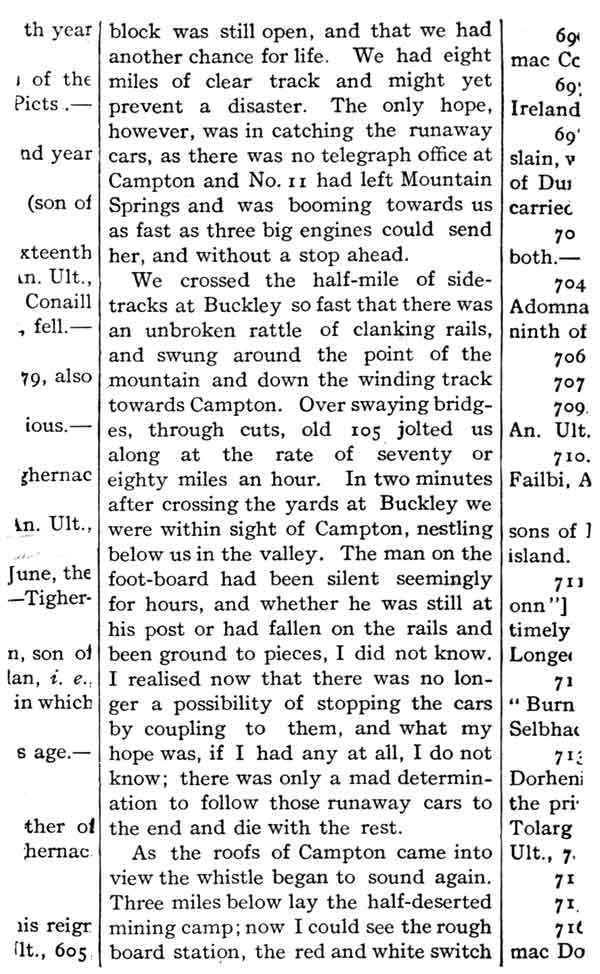 th year
of the
Picts.—
nd year
(son of
xteenth
An. Ult.,
Conaill
, fell.—
79, also
ious.—
ghernac
An. Ult.,
June, the
—Tigher-
n, son of
lan, i. e.,
in which
s age.—
ther of
hernac
his reign
Ult., 605
block was still open, and that we had
another chance for life. We had eight
miles of clear track and might yet
prevent a disaster. The only hope,
however, was in catching the runaway
cars, as there was no telegraph office at
Campton and No. 11 had left Mountain
Springs and was booming towards us
as fast as three big engines could send
her, and without a stop ahead.
We crossed the half-mile of side-
tracks at Buckley so fast that there was
an unbroken rattle of clanking rails,
and swung around the point of the
mountain and down the winding track
towards Campton. Over swaying bridg-
es, through cuts, old 105 jolted us
along at the rate of seventy or
eighty miles an hour. In two minutes
after crossing the yards at Buckley we
were within sight of Campton, nestling
below us in the valley. The man on the
foot-board had been silent seemingly
for hours, and whether he was still at
his post or had fallen on the rails and
been ground to pieces, I did not know.
I realised now that there was no lon-
ger a possibility of stopping the cars
by coupling to them, and what my
hope was, if I had any at all, I do not
know; there was only a mad determin-
ation to follow those runaway cars to
the end and die with the rest.
As the roofs of Campton came into
view the whistle began to sound again.
Three miles below lay the half-deserted
mining camp; now I could see the rough
board station, the red and white switch
69
mac
69
Ireland
69
slain,
of
carried
70
both.—
704
Adomna
ninth of
706
707
709.
An. Ult.
710.
Failbi, A
sons of
island.
711
onn"]
timely
Longe
71
"Burn
Selbhac
71
Dorheni
the pri
Tolarg
Ult., 7
71
71
716
mac Do